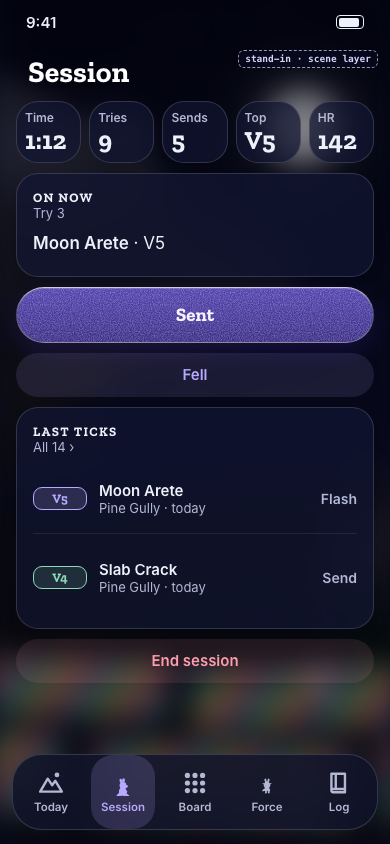 9:41
stand-in · scene layer
Session
Time
Tries
Sends
Top
HR
1:12
9
5
V5
142
ON NOW
Try 3
Moon Arete · V5
Sent
Fell
LAST TICKS
All 14 ›
V5
Moon Arete
Pine Gully · today
Flash
V4
Slab Crack
Pine Gully · today
Send
End session
Today
Session
Board
Force
Log